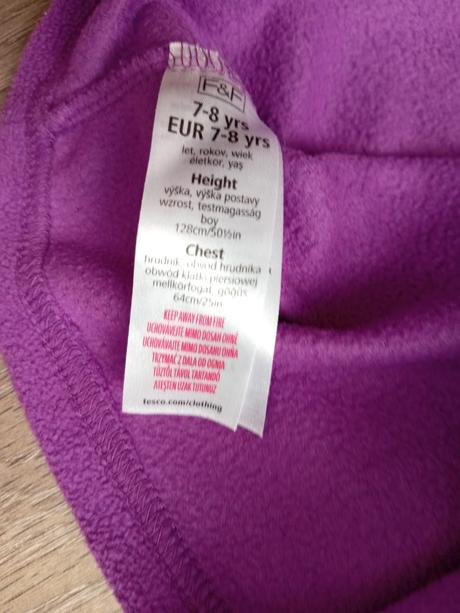 F&F
7-8 yrs
EUR 7-8 yrs
let, rokov, wiek
életkor, yaş
Height
výška, výška postavy
wzrost, testmagasság
boy
128cm/50½in
Chest
hrudník, obvod hrudníka
obwód klatki piersiowej
mellkörfogat, göğüs
64cm/25in
KEEP AWAY FROM FIRE
UCHOVÁVEJTE MIMO DOSAH OHNĚ
UCHOVÁVAJTE MIMO DOSAHU OHŇA
TRZYMAĆ Z DALA OD OGNIA
TŰZTŐL TÁVOL TARTANDÓ
ATEŞTEN UZAK TUTUNUZ
tesco.com/clothing